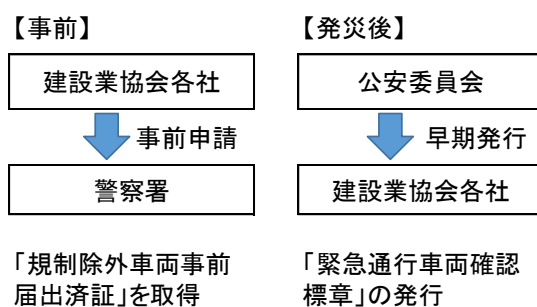 【事前】
建設業協会各社
事前申請
警察署
「規制除外車両事前
届出済証」を取得
【発災後】
公安委員会
早期発行
建設業協会各社
「緊急通行車両確認
標章」の発行